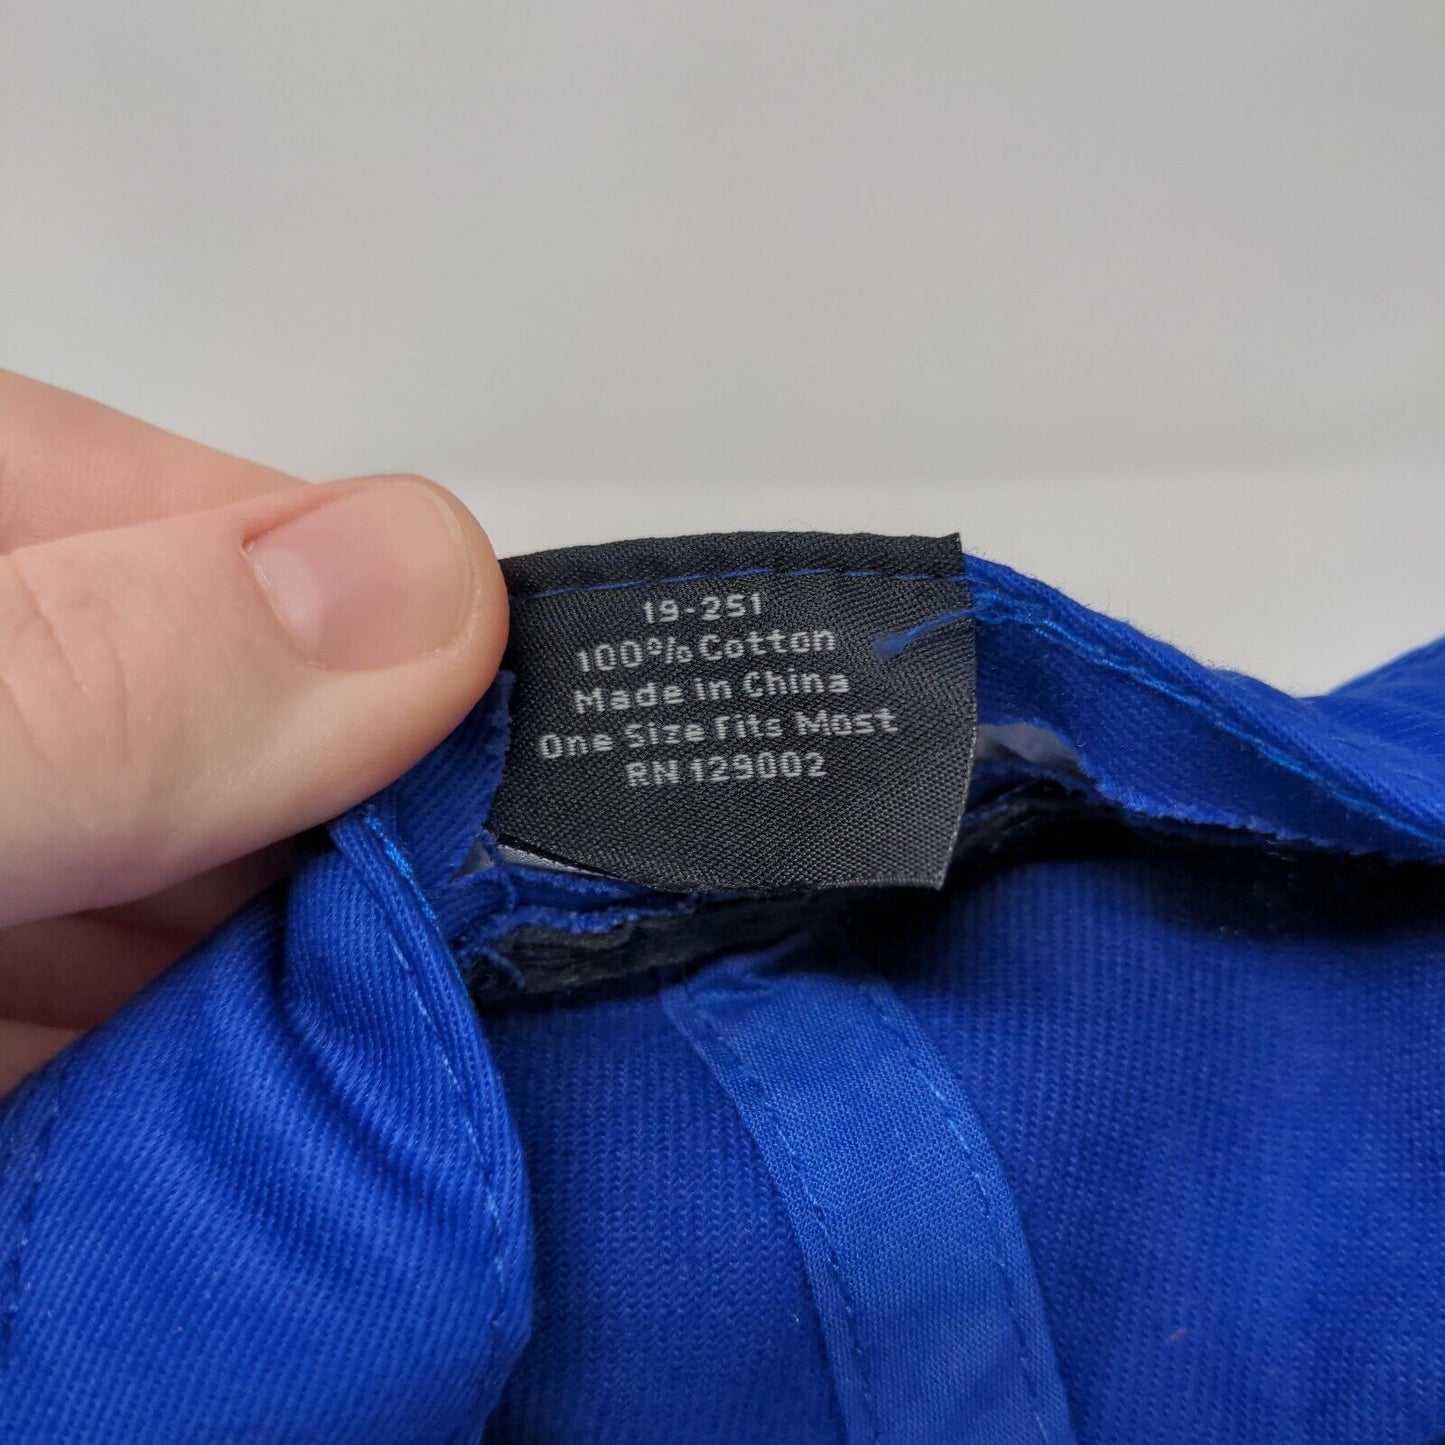 19-251
100% Cotton
Made in China
One Size Fits Most
RN 129002